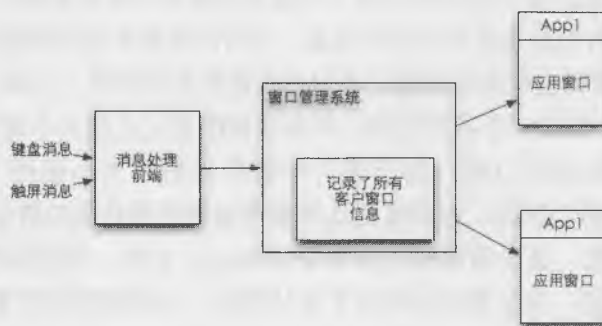 键盘消息
触屏消息
消息处理
前端
窗口管理系统
记录了所有
客户窗口
信息
App1
应用窗口
App1
应用窗口